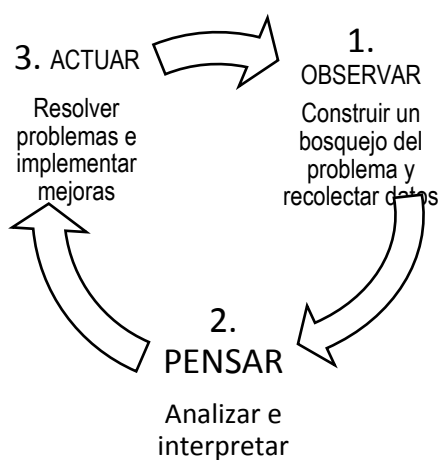 1.
OBSERVAR
Construir un
bosquejo del
problema y
recolectar datos
2.
PENSAR
Analizar e
interpretar
3. ACTUAR
Resolver
problemas e
implementar
mejoras